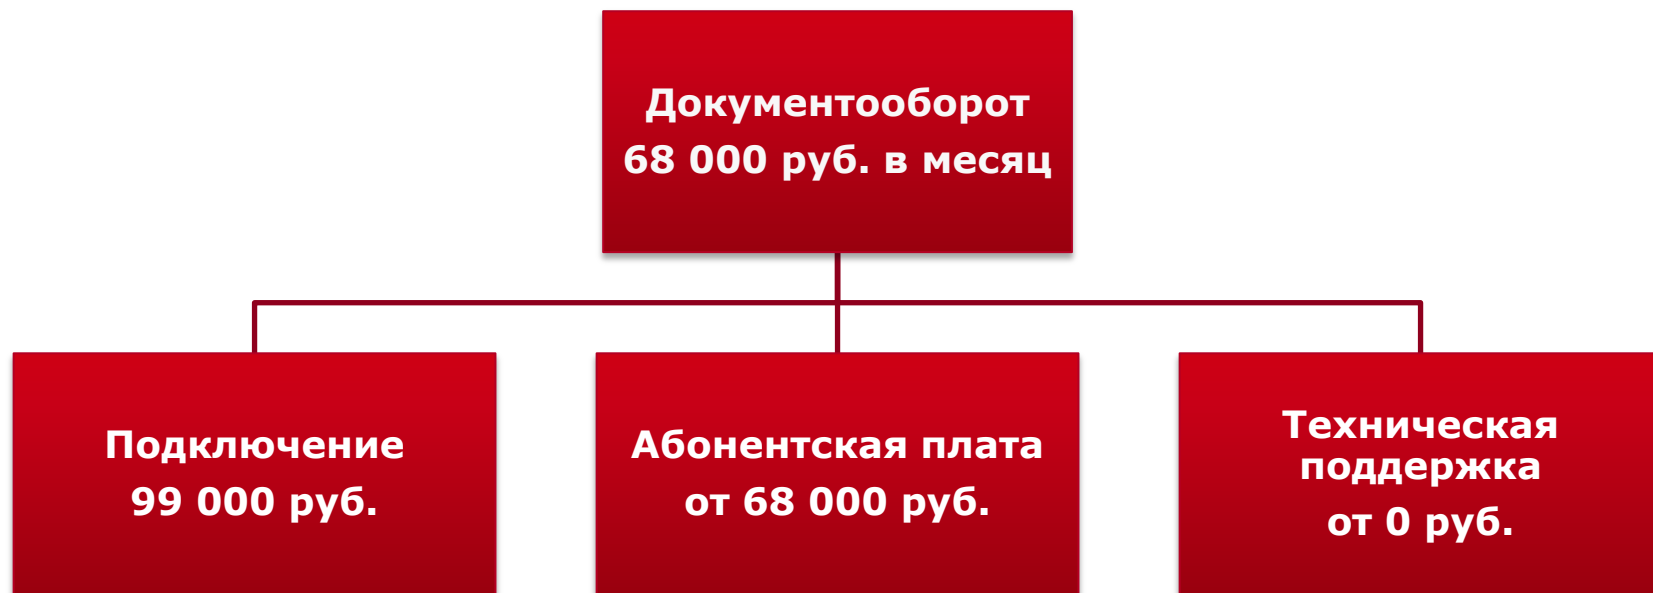 Документооборот
68 000 руб. в месяц
Подключение
99 000 руб.
Абонентская плата
от 68 000 руб.
Техническая
поддержка
от 0 руб.